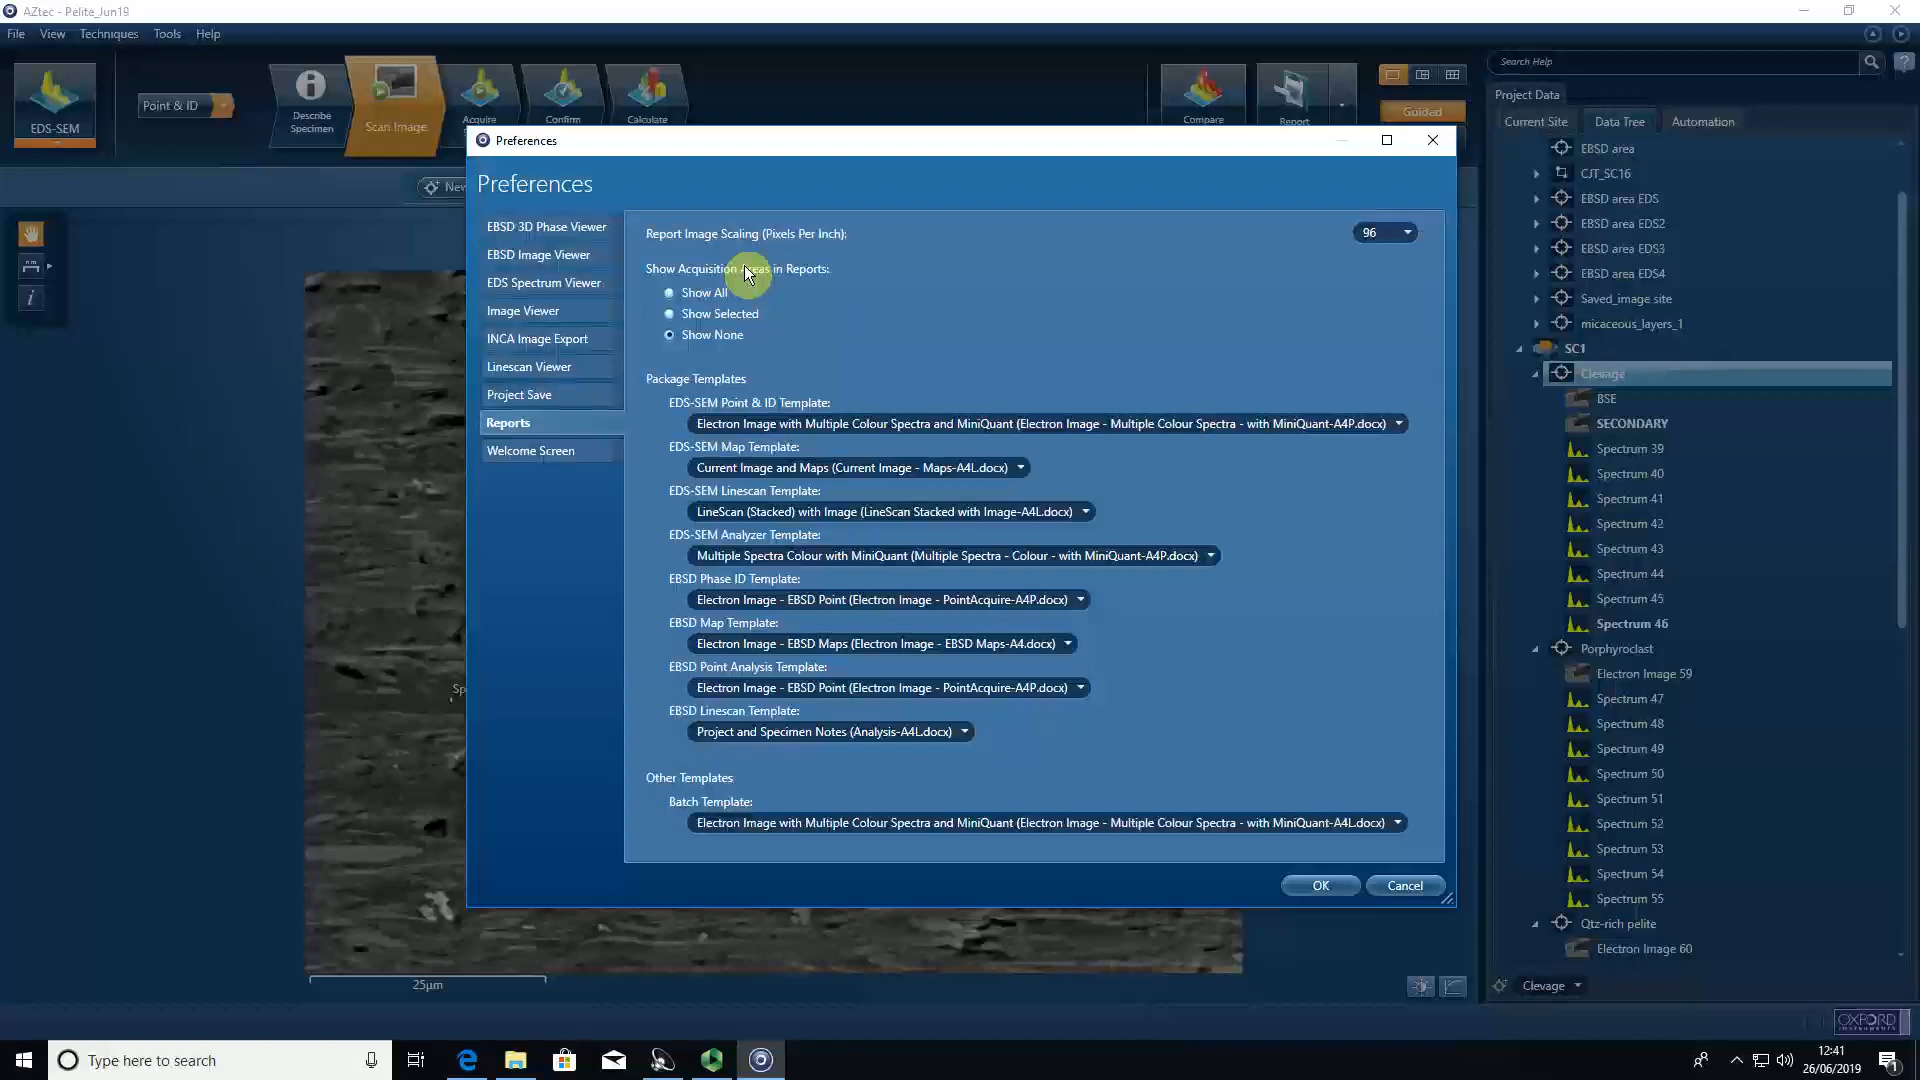 AZtec - Pelite_Jun19
File View Techniques Tools Help
EDS-SEM
Point & ID
Describe
Specimen
Scan Image
Acquire
Confirm
Calculate
Compare
Report
Guided
Search Help
Project Data
Current Site Data Tree Automation
New
Preferences
Preferences
EBSD 3D Phase Viewer
EBSD Image Viewer
EDS Spectrum Viewer
Image Viewer
INCA Image Export
Linescan Viewer
Project Save
Reports
Welcome Screen
Report Image Scaling (Pixels Per Inch):
96
Show Acquisition Areas in Reports:
Show All
Show Selected
Show None
Package Templates
EDS-SEM Point & ID Template:
Electron Image with Multiple Colour Spectra and MiniQuant (Electron Image - Multiple Colour Spectra - with MiniQuant-A4P.docx)
EDS-SEM Map Template:
Current Image and Maps (Current Image - Maps-A4L.docx)
EDS-SEM Linescan Template:
LineScan (Stacked) with Image (LineScan Stacked with Image-A4L.docx)
EDS-SEM Analyzer Template:
Multiple Spectra Colour with MiniQuant (Multiple Spectra - Colour - with MiniQuant-A4P.docx)
EBSD Phase ID Template:
Electron Image - EBSD Point (Electron Image - PointAcquire-A4P.docx)
EBSD Map Template:
Electron Image - EBSD Maps (Electron Image - EBSD Maps-A4.docx)
EBSD Point Analysis Template:
Electron Image - EBSD Point (Electron Image - PointAcquire-A4P.docx)
EBSD Linescan Template:
Project and Specimen Notes (Analysis-A4L.docx)
Other Templates
Batch Template:
Electron Image with Multiple Colour Spectra and MiniQuant (Electron Image - Multiple Colour Spectra - with MiniQuant-A4L.docx)
OK
Cancel
EBSD area
CJT_SC16
EBSD area EDS
EBSD area EDS2
EBSD area EDS3
EBSD area EDS4
Saved_image site
micaceous_layers_1
SC1
Clevage
BSE
SECONDARY
Spectrum 39
Spectrum 40
Spectrum 41
Spectrum 42
Spectrum 43
Spectrum 44
Spectrum 45
Spectrum 46
Porphyroclast
Electron Image 59
Spectrum 47
Spectrum 48
Spectrum 49
Spectrum 50
Spectrum 51
Spectrum 52
Spectrum 53
Spectrum 54
Spectrum 55
Qtz-rich pelite
Electron Image 60
Sp
25μm
Clevage
OXFORD
INSTRUMENTS
Type here to search
12:41
26/06/2019
1